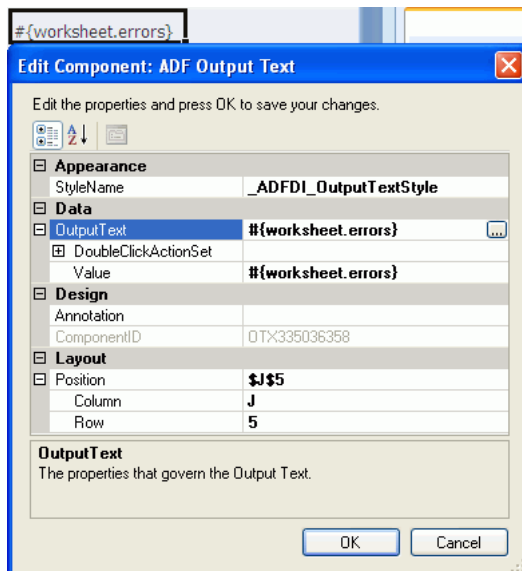 #{worksheet.errors}
Edit Component: ADF Output Text
Edit the properties and press OK to save your changes.
Appearance
StyleName _ADFDI_OutputTextStyle
Data
OutputText #{worksheet.errors} ...
DoubleClickActionSet
Value #{worksheet.errors}
Design
Annotation
ComponentID OTX335036358
Layout
Position $J$5
Column J
Row 5
OutputText
The properties that govern the Output Text.
OK Cancel